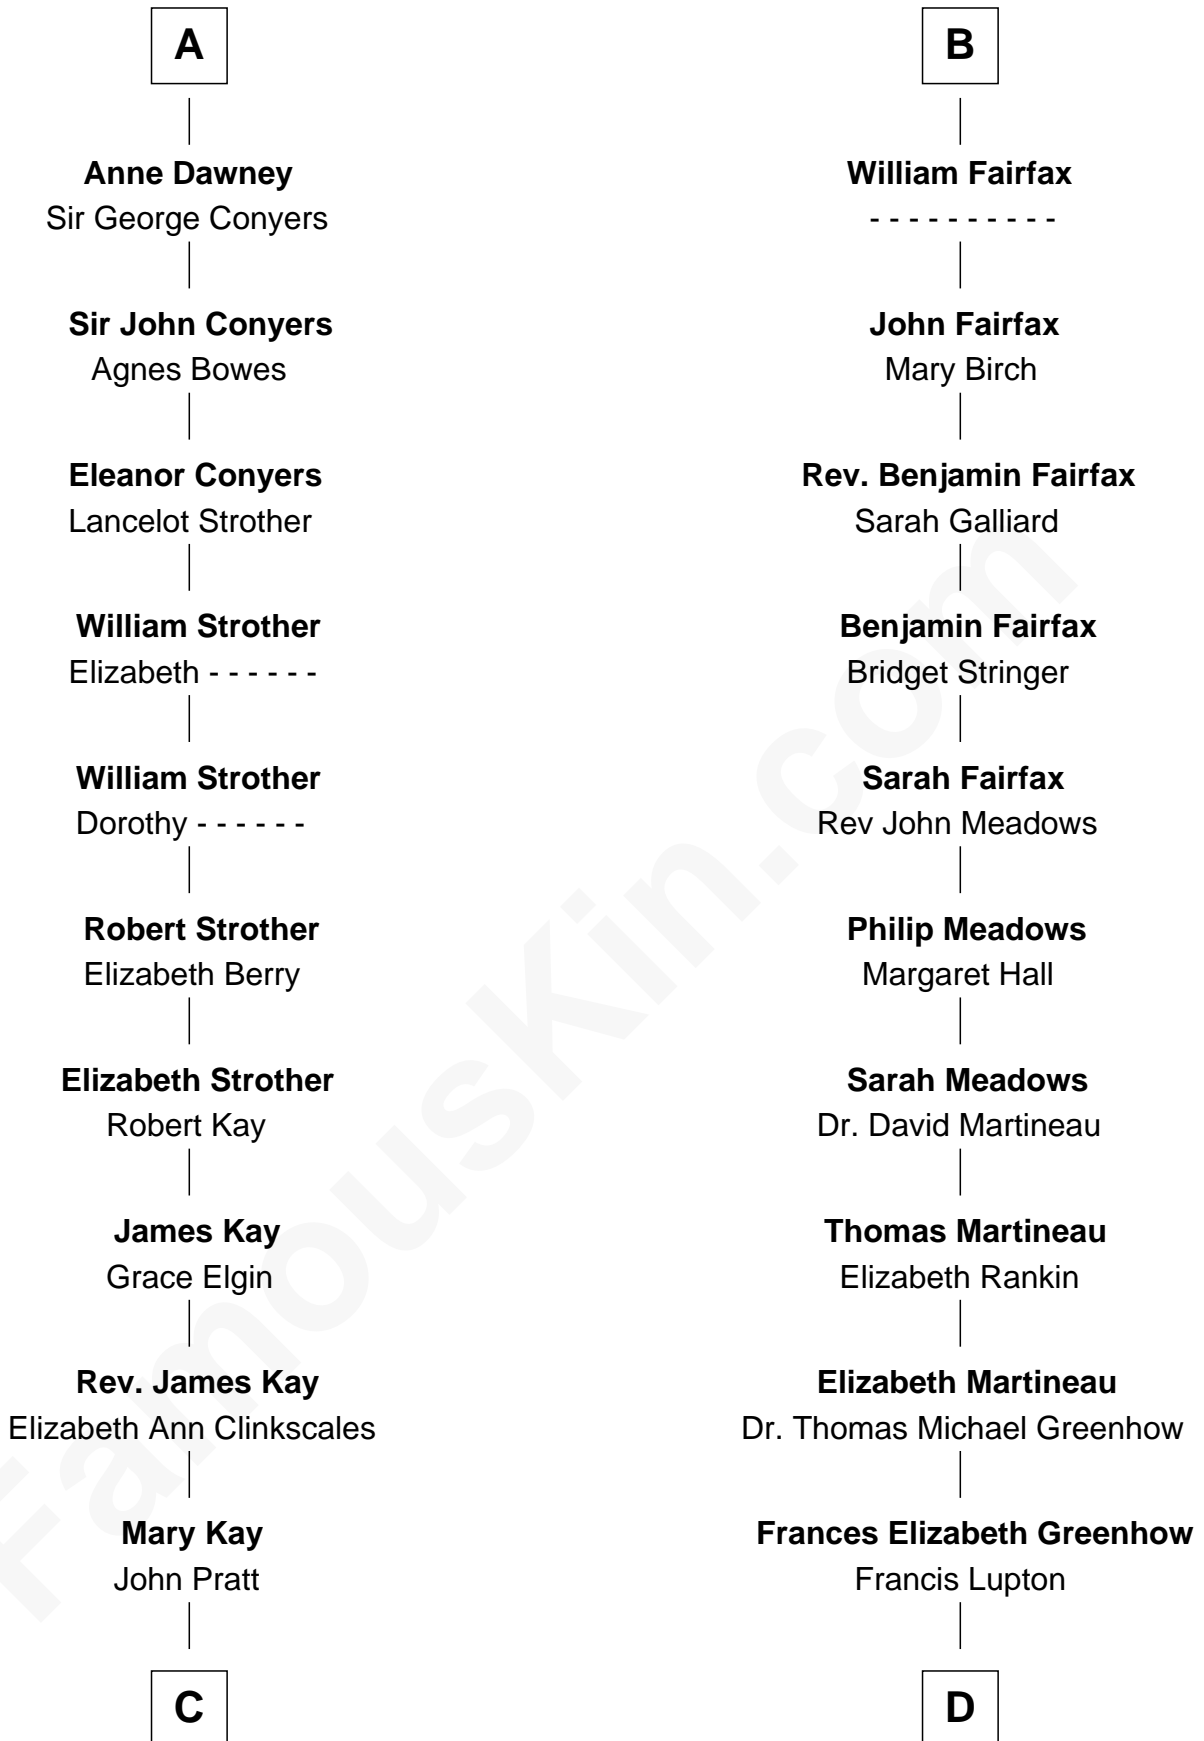 A
Anne Dawney
Sir George Conyers
Sir John Conyers
Agnes Bowes
Eleanor Conyers
Lancelot Strother
William Strother
Elizabeth - - - - - -
William Strother
Dorothy - - - - - -
Robert Strother
Elizabeth Berry
Elizabeth Strother
Robert Kay
James Kay
Grace Elgin
Rev. James Kay
Elizabeth Ann Clinkscales
Mary Kay
John Pratt
C
B
William Fairfax
- - - - - - - - - -
John Fairfax
Mary Birch
Rev. Benjamin Fairfax
Sarah Galliard
Benjamin Fairfax
Bridget Stringer
Sarah Fairfax
Rev John Meadows
Philip Meadows
Margaret Hall
Sarah Meadows
Dr. David Martineau
Thomas Martineau
Elizabeth Rankin
Elizabeth Martineau
Dr. Thomas Michael Greenhow
Frances Elizabeth Greenhow
Francis Lupton
D
FamousKin.com